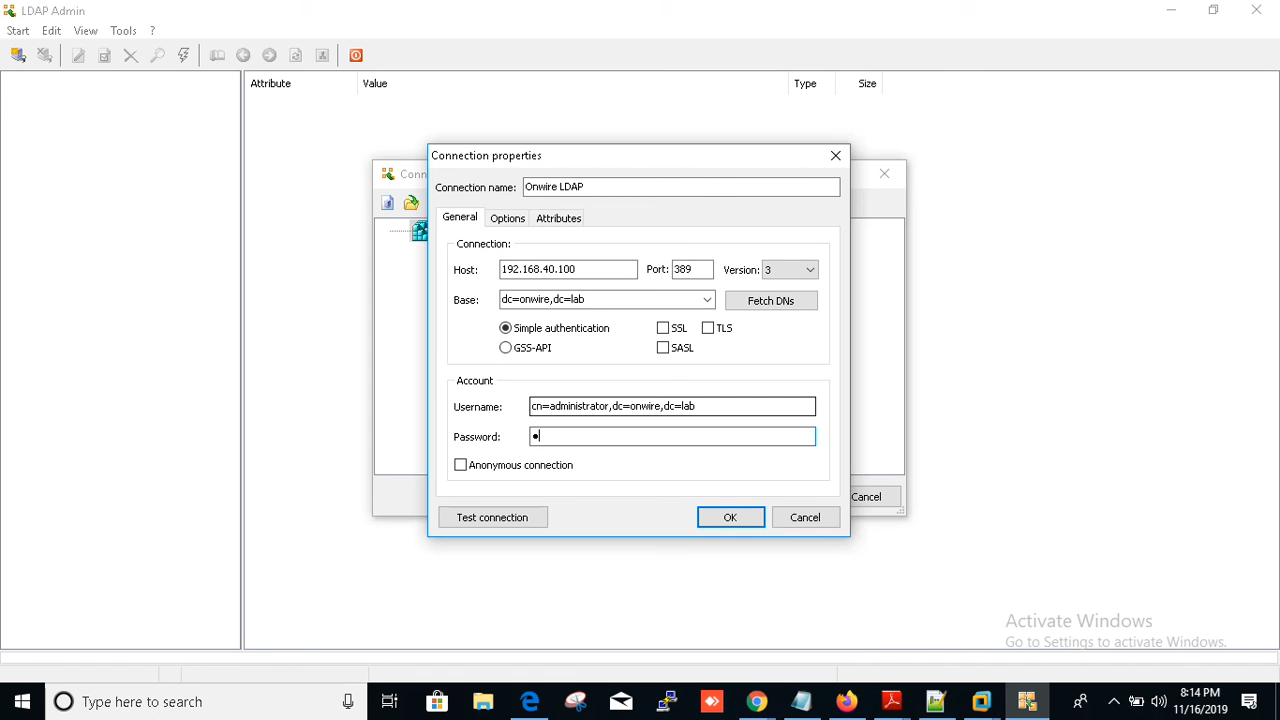 LDAP Admin
Start Edit View Tools ?
Attribute Value Type Size
Conn
Connection properties
Connection name: Onwire LDAP
General Options Attributes
Connection:
Host: 192.168.40.100 Port: 389 Version: 3
Base: dc=onwire,dc=lab Fetch DNs
Simple authentication SSL TLS
GSS-API SASL
Account
Username: cn=administrator,dc=onwire,dc=lab
Password: ●
Anonymous connection
Cancel
Test connection OK Cancel
Activate Windows
Go to Settings to activate Windows.
Type here to search
8:14 PM
11/16/2019